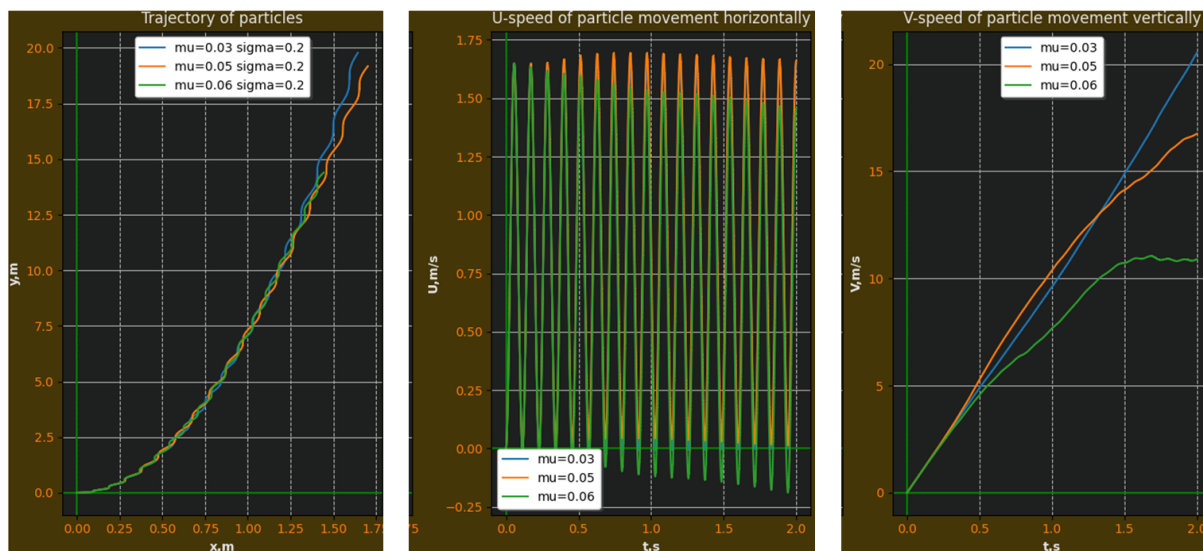 Trajectory of particles
mu=0.03 sigma=0.2
mu=0.05 sigma=0.2
mu=0.06 sigma=0.2
y,m
20.0
17.5
15.0
12.5
10.0
7.5
5.0
2.5
0.0
0.00 0.25 0.50 0.75 1.00 1.25 1.50 1.75
x,m
U-speed of particle movement horizontally
U,m/s
1.75
1.50
1.25
1.00
0.75
0.50
0.25
0.00
−0.25
mu=0.03
mu=0.05
mu=0.06
75
0.0 0.5 1.0 1.5 2.0
t,s
V-speed of particle movement vertically
mu=0.03
mu=0.05
mu=0.06
V,m/s
20
15
10
5
0
0.0 0.5 1.0 1.5 2.0
t,s